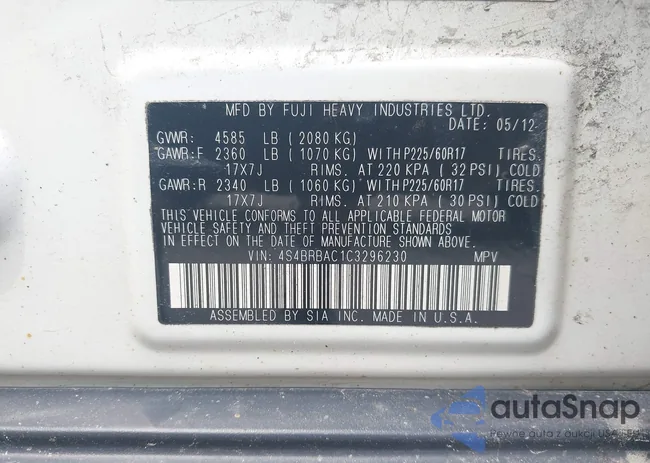 MFD BY FUJI HEAVY INDUSTRIES LTD.
DATE: 05/12
GVWR: 4585 LB ( 2080 KG)
GAWR:F 2360 LB ( 1070 KG) WITH P225/60R17 TIRES.
17X7J RIMS. AT 220 KPA ( 32 PSI) COLD
GAWR:R 2340 LB ( 1060 KG) WITH P225/60R17 TIRES.
17X7J RIMS. AT 210 KPA ( 30 PSI) COLD
THIS VEHICLE CONFORMS TO ALL APPLICABLE FEDERAL MOTOR
VEHICLE SAFETY AND THEFT PREVENTION STANDARDS
IN EFFECT ON THE DATE OF MANUFACTURE SHOWN ABOVE.
VIN: 4S4BRBAC1C3296230 MPV
ASSEMBLED BY SIA INC. MADE IN U.S.A.
autaSnap
Pewne auta z aukcji USA